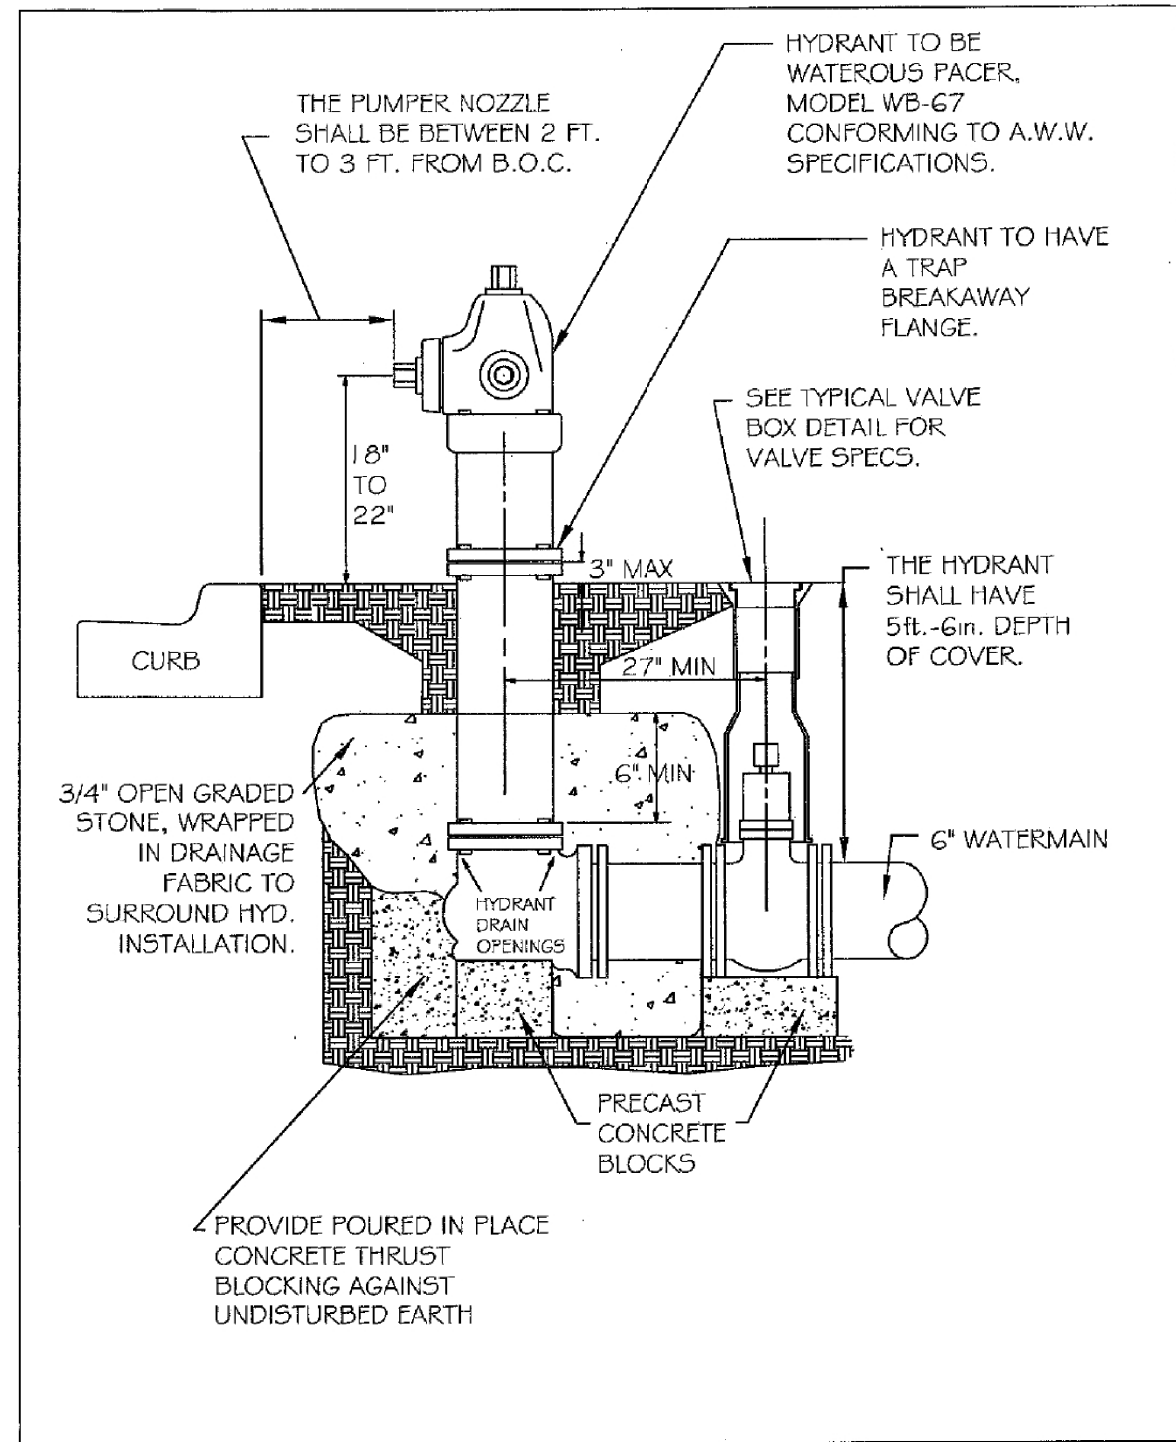 HYDRANT TO BE
WATEROUS PACER,
MODEL WB-67
CONFORMING TO A.W.W.
SPECIFICATIONS.
THE PUMPER NOZZLE
SHALL BE BETWEEN 2 FT.
TO 3 FT. FROM B.O.C.
HYDRANT TO HAVE
A TRAP
BREAKAWAY
FLANGE.
SEE TYPICAL VALVE
BOX DETAIL FOR
VALVE SPECS.
18"
TO
22"
3" MAX
THE HYDRANT
SHALL HAVE
5ft.-6in. DEPTH
OF COVER.
CURB
27" MIN
6" MIN
3/4" OPEN GRADED
STONE, WRAPPED
IN DRAINAGE
FABRIC TO
SURROUND HYD.
INSTALLATION.
6" WATERMAIN
HYDRANT
DRAIN
OPENINGS
PRECAST
CONCRETE
BLOCKS
PROVIDE POURED IN PLACE
CONCRETE THRUST
BLOCKING AGAINST
UNDISTURBED EARTH